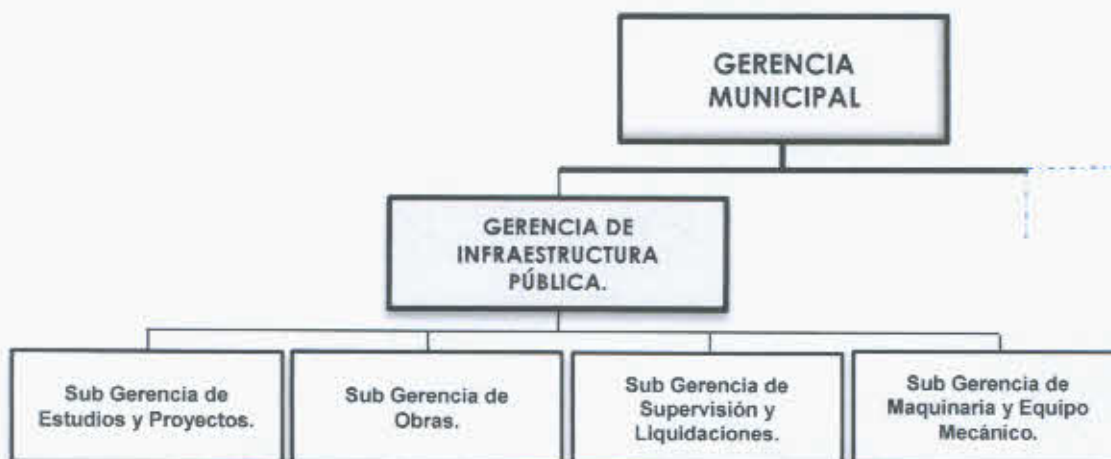 GERENCIA
MUNICIPAL
GERENCIA DE
INFRAESTRUCTURA
PÚBLICA.
Sub Gerencia de
Estudios y Proyectos.
Sub Gerencia de
Obras.
Sub Gerencia de
Supervisión y
Liquidaciones.
Sub Gerencia de
Maquinaria y Equipo
Mecánico.